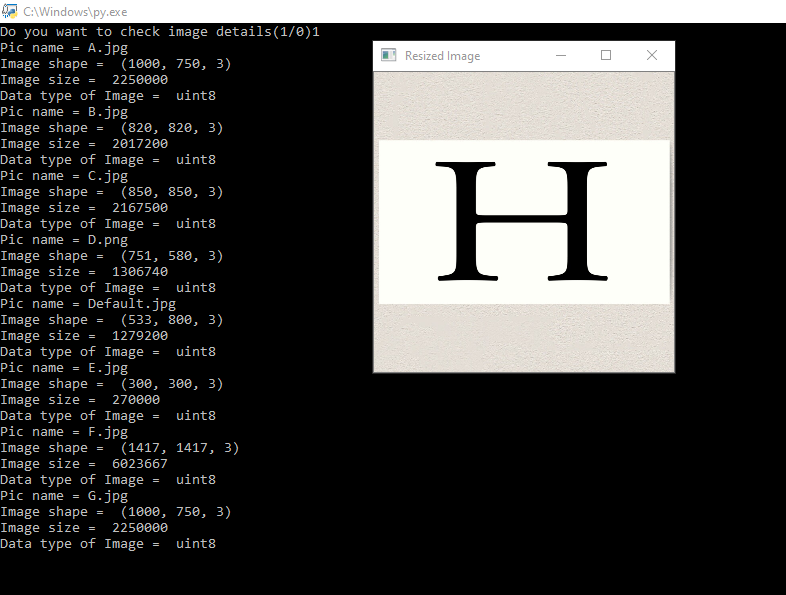 C:\Windows\py.exe
Do you want to check image details(1/0)1
Pic name = A.jpg
Image shape =  (1000, 750, 3)
Image size =  2250000
Data type of Image =  uint8
Pic name = B.jpg
Image shape =  (820, 820, 3)
Image size =  2017200
Data type of Image =  uint8
Pic name = C.jpg
Image shape =  (850, 850, 3)
Image size =  2167500
Data type of Image =  uint8
Pic name = D.png
Image shape =  (751, 580, 3)
Image size =  1306740
Data type of Image =  uint8
Pic name = Default.jpg
Image shape =  (533, 800, 3)
Image size =  1279200
Data type of Image =  uint8
Pic name = E.jpg
Image shape =  (300, 300, 3)
Image size =  270000
Data type of Image =  uint8
Pic name = F.jpg
Image shape =  (1417, 1417, 3)
Image size =  6023667
Data type of Image =  uint8
Pic name = G.jpg
Image shape =  (1000, 750, 3)
Image size =  2250000
Data type of Image =  uint8
Resized Image
H